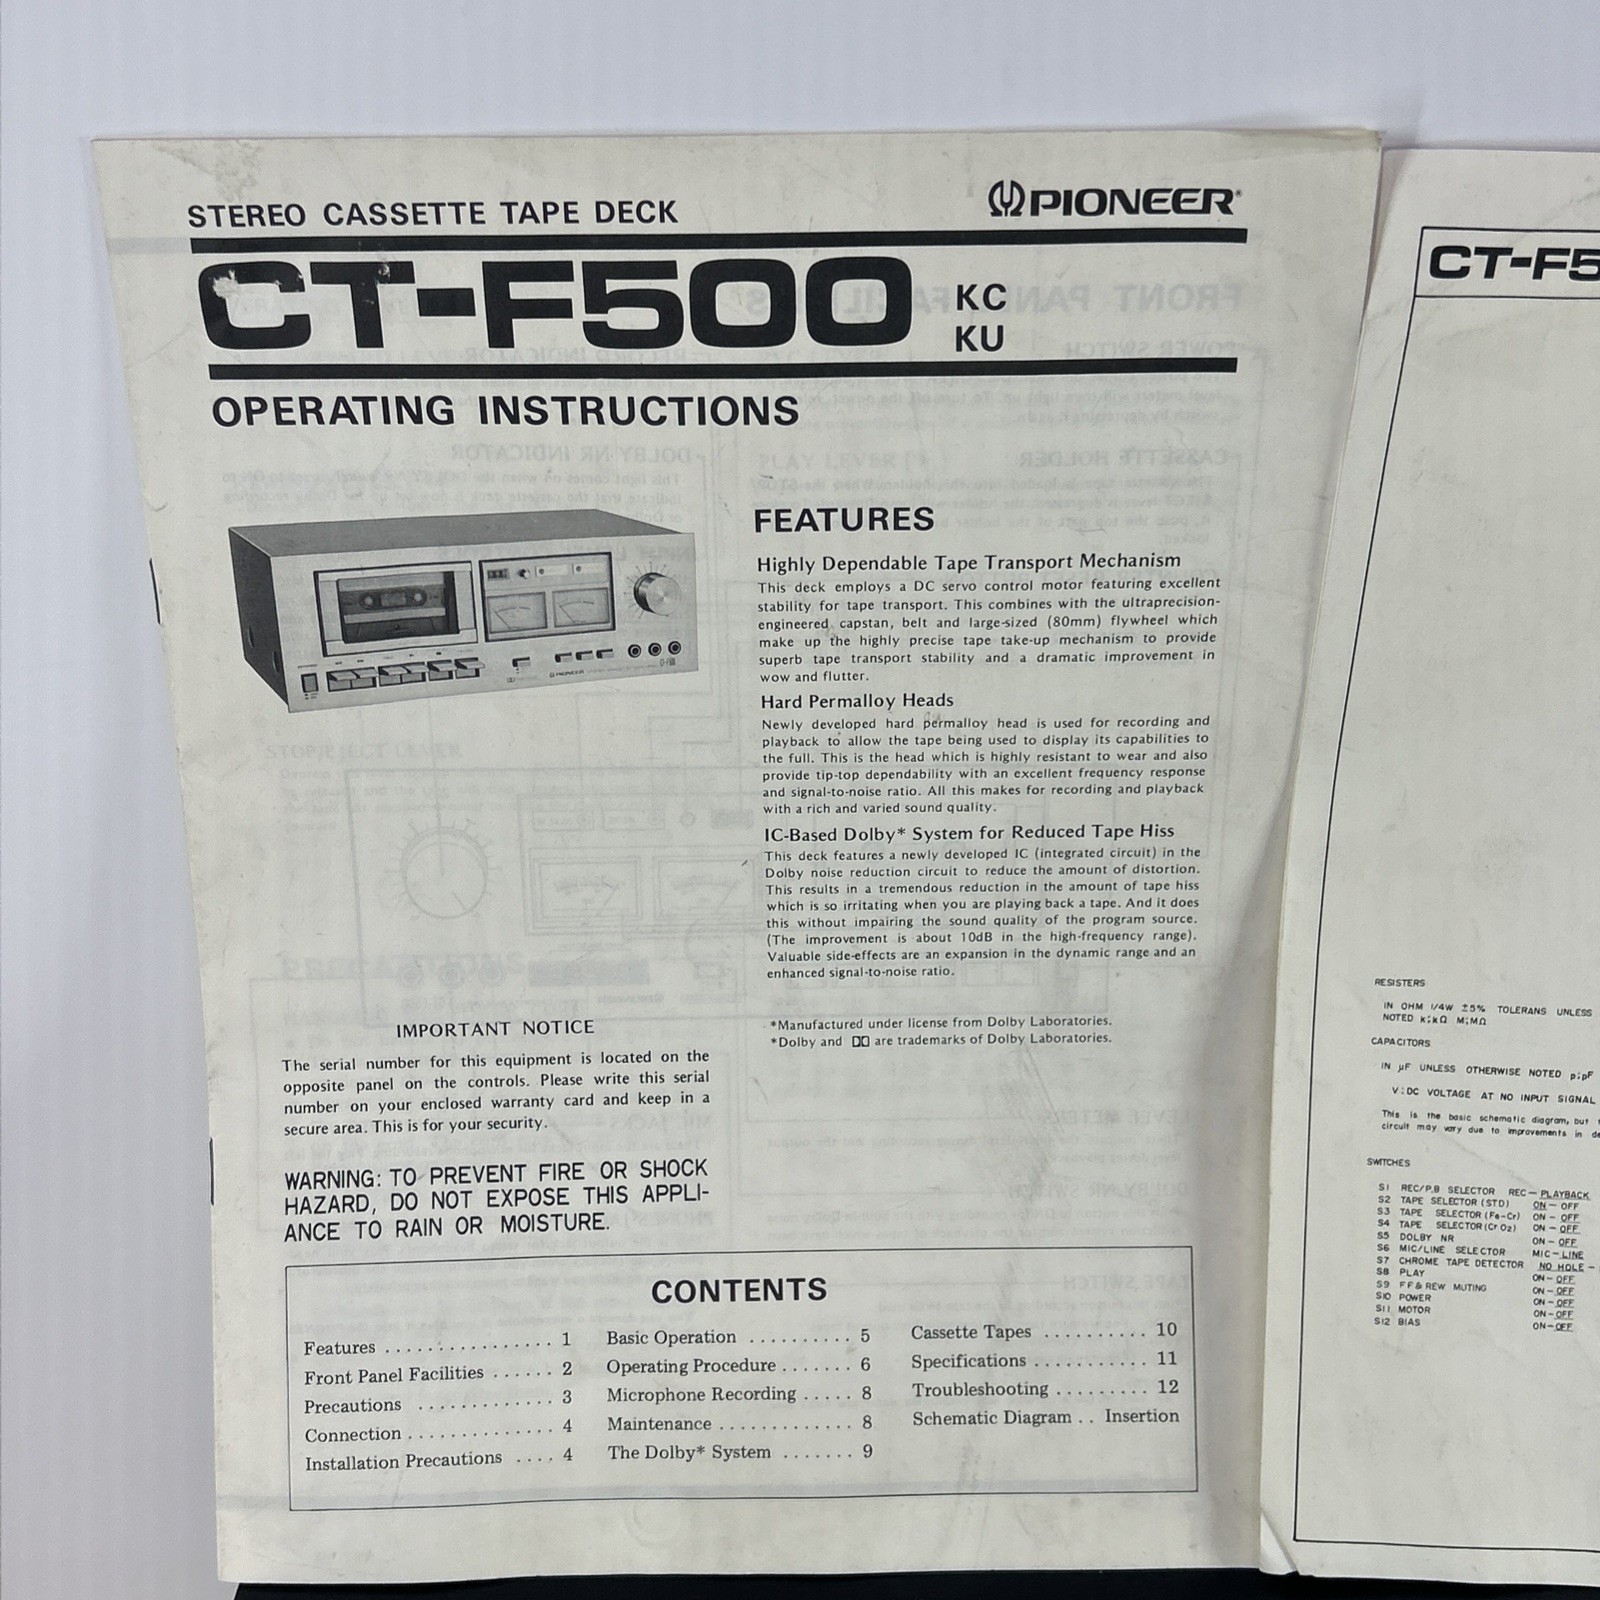 STEREO CASSETTE TAPE DECK
PIONEER®
CT-F500
KC
KU
OPERATING INSTRUCTIONS
FEATURES
Highly Dependable Tape Transport Mechanism
This deck employs a DC servo control motor featuring excellent
stability for tape transport. This combines with the ultraprecision-
engineered capstan, belt and large-sized (80mm) flywheel which
make up the highly precise tape take-up mechanism to provide
superb tape transport stability and a dramatic improvement in
wow and flutter.
Hard Permalloy Heads
Newly developed hard permalloy head is used for recording and
playback to allow the tape being used to display its capabilities to
the full. This is the head which is highly resistant to wear and also
provide tip-top dependability with an excellent frequency response
and signal-to-noise ratio. All this makes for recording and playback
with a rich and varied sound quality.
IC-Based Dolby* System for Reduced Tape Hiss
This deck features a newly developed IC (integrated circuit) in the
Dolby noise reduction circuit to reduce the amount of distortion.
This results in a tremendous reduction in the amount of tape hiss
which is so irritating when you are playing back a tape. And it does
this without impairing the sound quality of the program source.
(The improvement is about 10dB in the high-frequency range).
Valuable side-effects are an expansion in the dynamic range and an
enhanced signal-to-noise ratio.
*Manufactured under license from Dolby Laboratories.
*Dolby and are trademarks of Dolby Laboratories.
IMPORTANT NOTICE
The serial number for this equipment is located on the
opposite panel on the controls. Please write this serial
number on your enclosed warranty card and keep in a
secure area. This is for your security.
WARNING: TO PREVENT FIRE OR SHOCK
HAZARD, DO NOT EXPOSE THIS APPLI-
ANCE TO RAIN OR MOISTURE.
CONTENTS
Features ................ 1
Front Panel Facilities ...... 2
Precautions ............. 3
Connection .............. 4
Installation Precautions .... 4
Basic Operation .......... 5
Operating Procedure ....... 6
Microphone Recording ..... 8
Maintenance ............. 8
The Dolby* System ....... 9
Cassette Tapes .......... 10
Specifications ........... 11
Troubleshooting ......... 12
Schematic Diagram .. Insertion
CT-F5
RESISTERS
IN OHM 1/4W ±5% TOLERANS UNLESS
NOTED k;kΩ M;MΩ
CAPACITORS
IN µF UNLESS OTHERWISE NOTED p;pF
V : DC VOLTAGE AT NO INPUT SIGNAL
This is the basic schematic diagram, but
circuit may vary due to improvements in
SWITCHES
S1 REC/P.B SELECTOR REC — PLAYBACK
S2 TAPE SELECTOR (STD) ON — OFF
S3 TAPE SELECTOR (Fe-Cr) ON — OFF
S4 TAPE SELECTOR (Cr O2) ON — OFF
S5 DOLBY NR ON — OFF
S6 MIC/LINE SELECTOR MIC — LINE
S7 CHROME TAPE DETECTOR NO HOLE —
S8 PLAY ON — OFF
S9 FF & REW MUTING ON — OFF
S10 POWER ON — OFF
S11 MOTOR ON — OFF
S12 BIAS ON — OFF